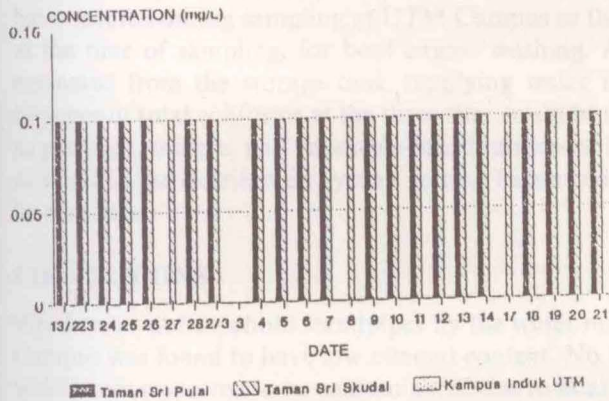 CONCENTRATION (mg/L)
0.15
0.1
0.05
0
13/2 23 24 25 26 27 28 2/3 3 4 5 6 7 8 9 10 11 12 13 14 1/ 18 19 20 21
DATE
Taman Sri Pulai Taman Sri Skudai Kampus Induk UTM